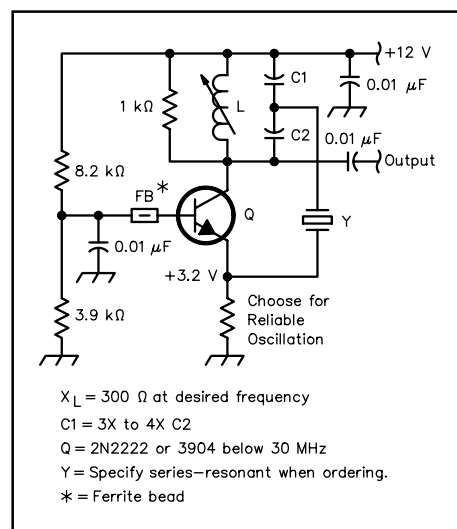 +12 V
C1
0.01 µF
1 kΩ
L
C2
0.01 µF
Output
8.2 kΩ
FB *
Q
Y
0.01 µF
+3.2 V
3.9 kΩ
Choose for
Reliable
Oscillation
XL = 300 Ω at desired frequency
C1 = 3X to 4X C2
Q = 2N2222 or 3904 below 30 MHz
Y = Specify series-resonant when ordering.
* = Ferrite bead